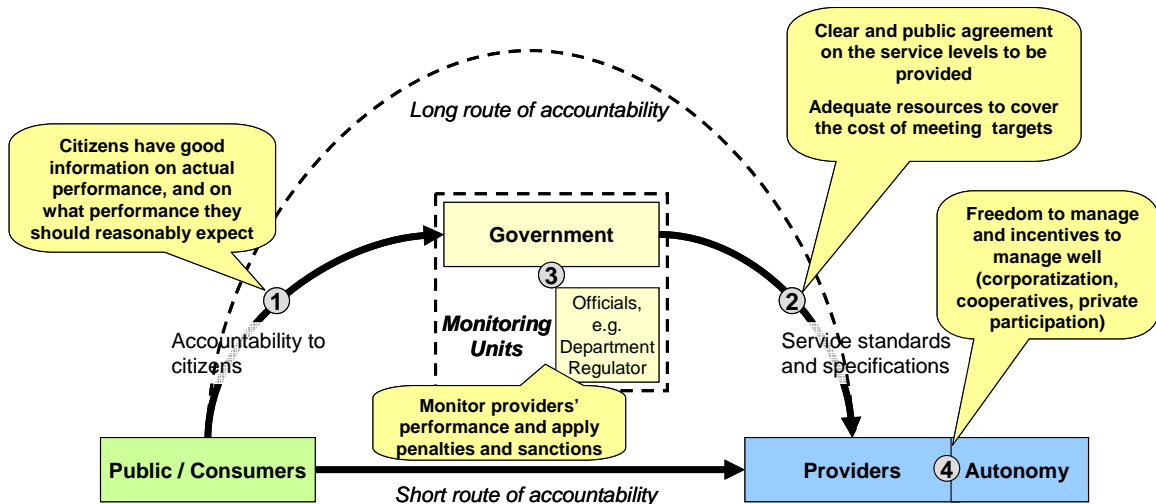 Clear and public agreement
on the service levels to be
provided
Adequate resources to cover
the cost of meeting targets
Long route of accountability
Citizens have good
information on actual
performance, and on
what performance they
should reasonably expect
Freedom to manage
and incentives to
manage well
(corporatization,
cooperatives, private
participation)
Government
3
1
2
Officials,
e.g.
Department
Regulator
Monitoring
Units
Accountability to
citizens
Service standards
and specifications
Monitor providers'
performance and apply
penalties and sanctions
Public / Consumers
Providers
4
Autonomy
Short route of accountability